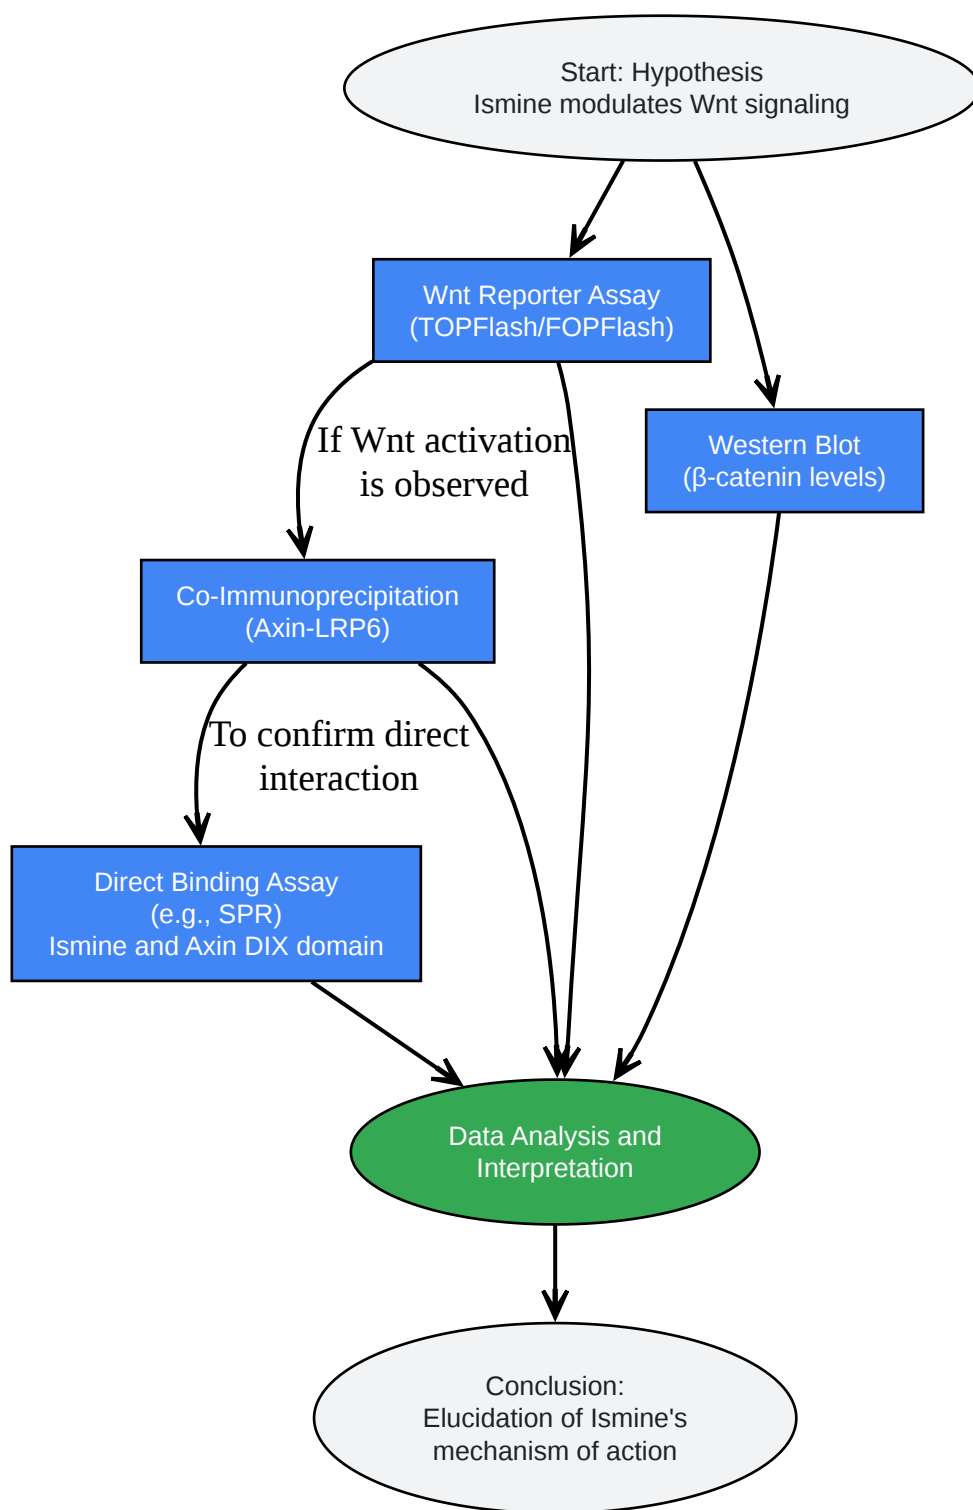 Start: Hypothesis
Ismine modulates Wnt signaling
Wnt Reporter Assay
(TOPFlash/FOPFlash)
If Wnt activation
is observed
Western Blot
(β-catenin levels)
Co-Immunoprecipitation
(Axin-LRP6)
To confirm direct
interaction
Direct Binding Assay
(e.g., SPR)
Ismine and Axin DIX domain
Data Analysis and
Interpretation
Conclusion:
Elucidation of Ismine's
mechanism of action